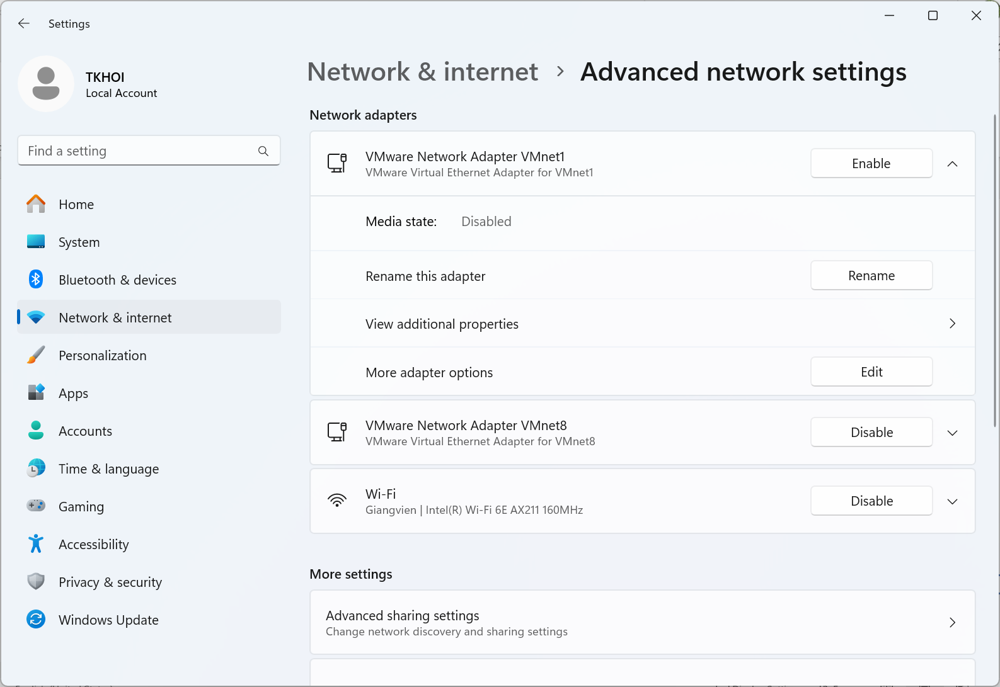 Settings
TKHOI
Local Account
Find a setting
Home
System
Bluetooth & devices
Network & internet
Personalization
Apps
Accounts
Time & language
Gaming
Accessibility
Privacy & security
Windows Update
Network & internet > Advanced network settings
Network adapters
VMware Network Adapter VMnet1
VMware Virtual Ethernet Adapter for VMnet1
Enable
Media state: Disabled
Rename this adapter
Rename
View additional properties
More adapter options
Edit
VMware Network Adapter VMnet8
VMware Virtual Ethernet Adapter for VMnet8
Disable
Wi-Fi
Giangvien | Intel(R) Wi-Fi 6E AX211 160MHz
Disable
More settings
Advanced sharing settings
Change network discovery and sharing settings